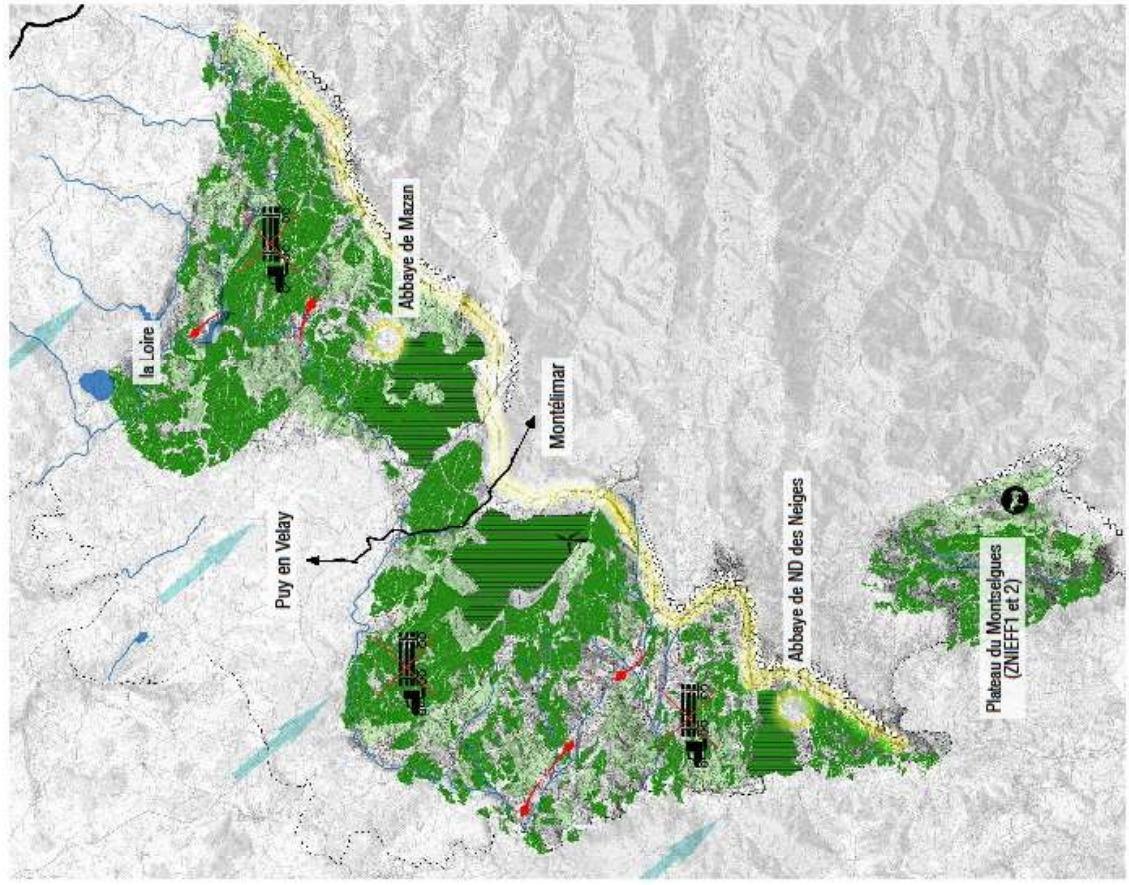 la Loire
Abbaye de Mazan
Puy en Velay
Montélimar
Abbaye de ND des Neiges
Plateau du Montselgues
(ZNIEFF1 et 2)